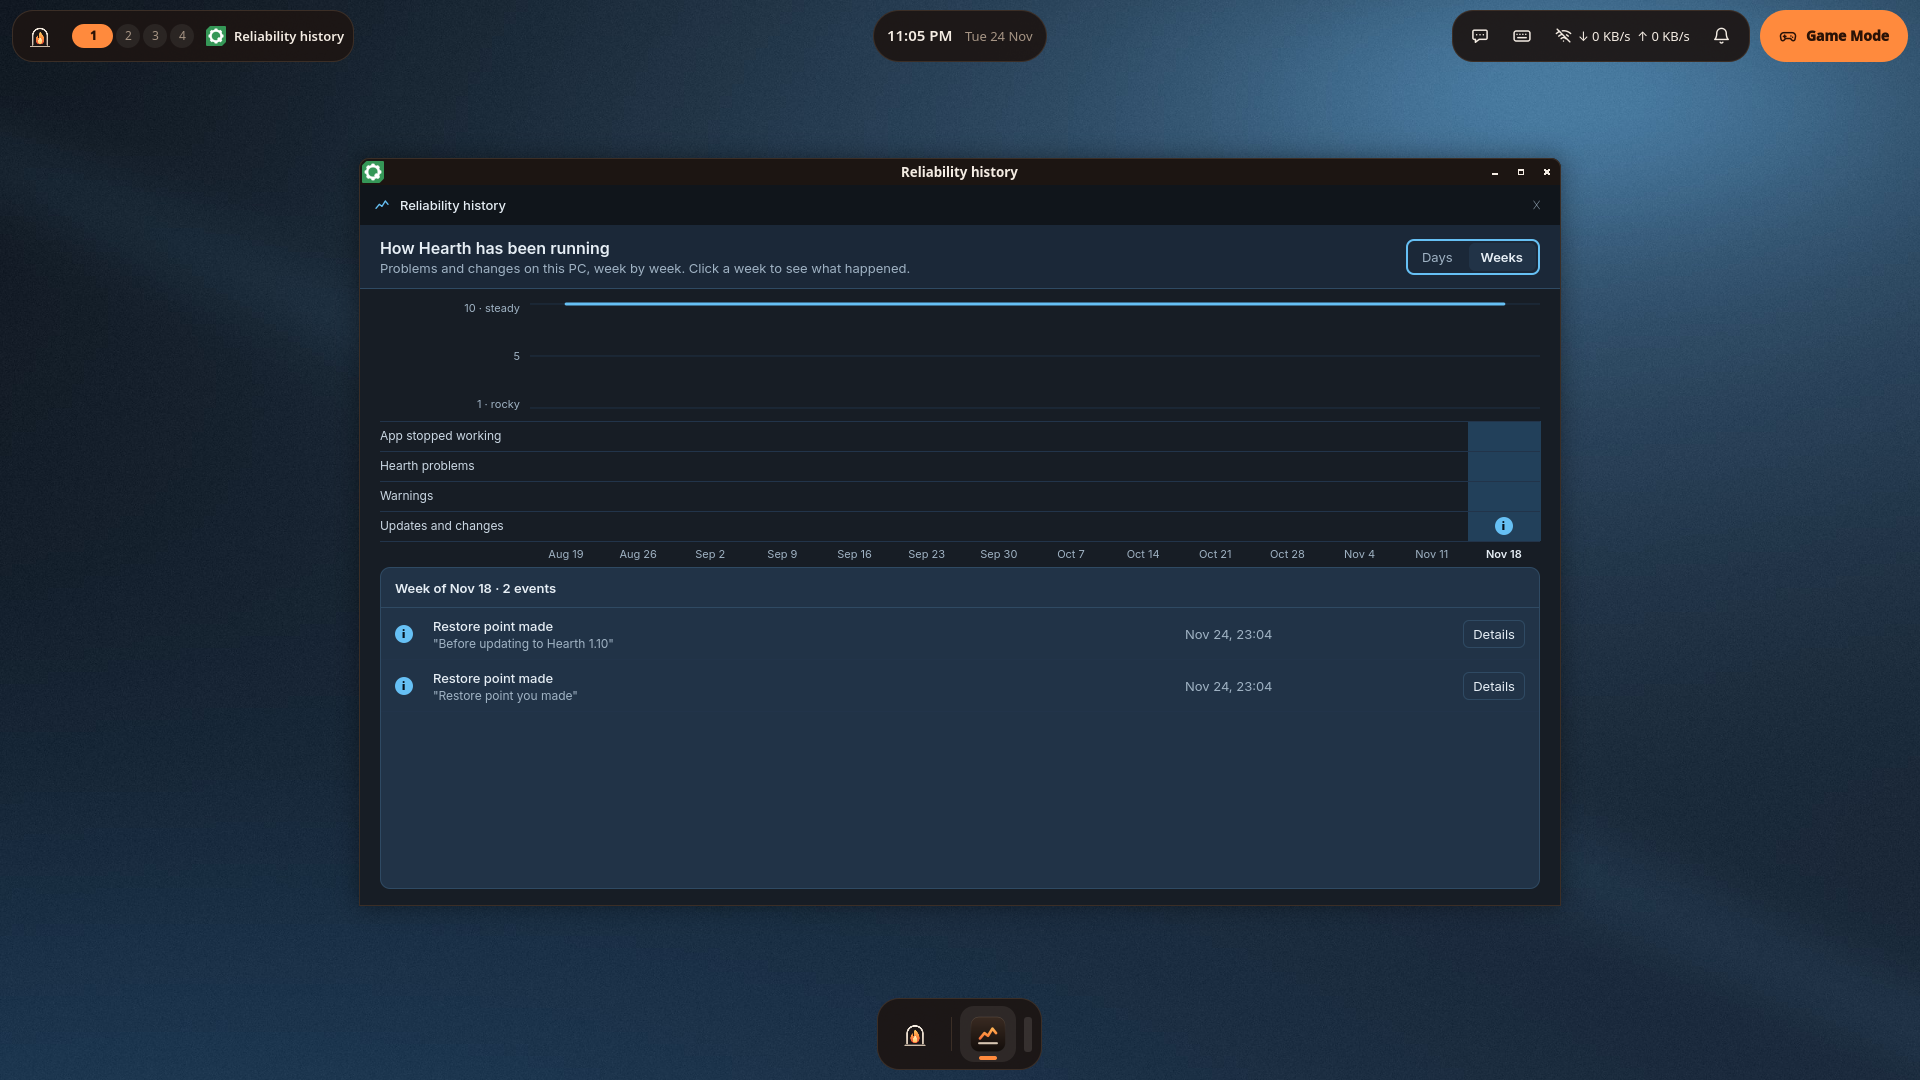 1 2 3 4 Reliability history
11:05 PM Tue 24 Nov
↓ 0 KB/s ↑ 0 KB/s
Game Mode
Reliability history
Reliability history X
How Hearth has been running
Problems and changes on this PC, week by week. Click a week to see what happened.
Days Weeks
10 · steady
5
1 · rocky
App stopped working
Hearth problems
Warnings
Updates and changes
Aug 19 Aug 26 Sep 2 Sep 9 Sep 16 Sep 23 Sep 30 Oct 7 Oct 14 Oct 21 Oct 28 Nov 4 Nov 11 Nov 18
Week of Nov 18 · 2 events
Restore point made
"Before updating to Hearth 1.10"
Nov 24, 23:04
Details
Restore point made
"Restore point you made"
Nov 24, 23:04
Details